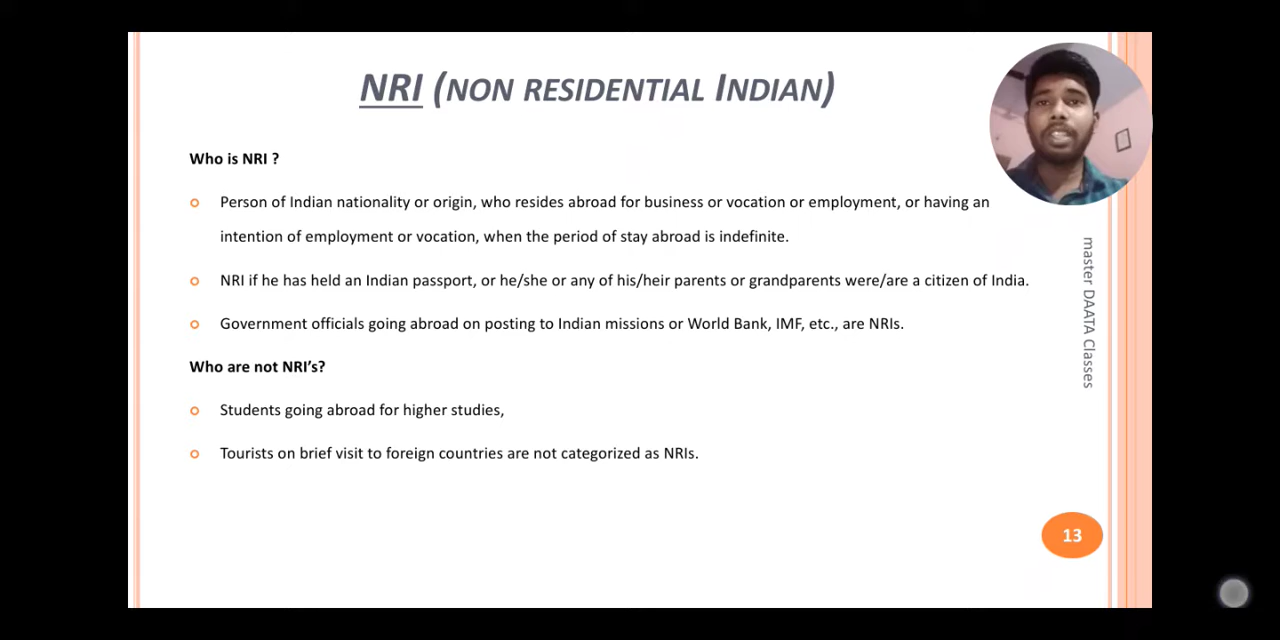 NRI (NON RESIDENTIAL INDIAN)
Who is NRI ?
Person of Indian nationality or origin, who resides abroad for business or vocation or employment, or having an
intention of employment or vocation, when the period of stay abroad is indefinite.
NRI if he has held an Indian passport, or he/she or any of his/heir parents or grandparents were/are a citizen of India.
Government officials going abroad on posting to Indian missions or World Bank, IMF, etc., are NRIs.
Who are not NRI’s?
Students going abroad for higher studies,
Tourists on brief visit to foreign countries are not categorized as NRIs.
master DAATA Classes
13